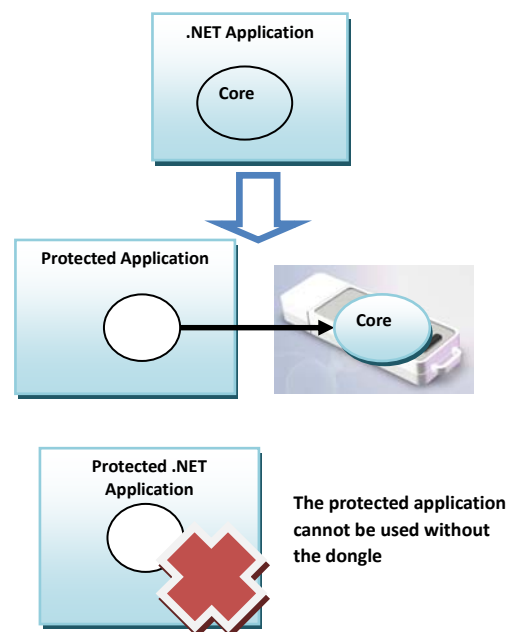 .NET Application
Core
Protected Application
Core
Protected .NET
Application
The protected application
cannot be used without
the dongle